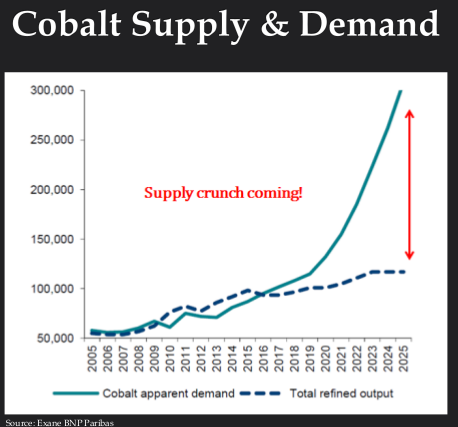 Cobalt Supply & Demand
300,000
250,000
200,000
150,000
100,000
50,000
Supply crunch coming!
2005 2006 2007 2008 2009 2010 2011 2012 2013 2014 2015 2016 2017 2018 2019 2020 2021 2022 2023 2024 2025
Cobalt apparent demand Total refined output
Source: Exane BNP Paribas